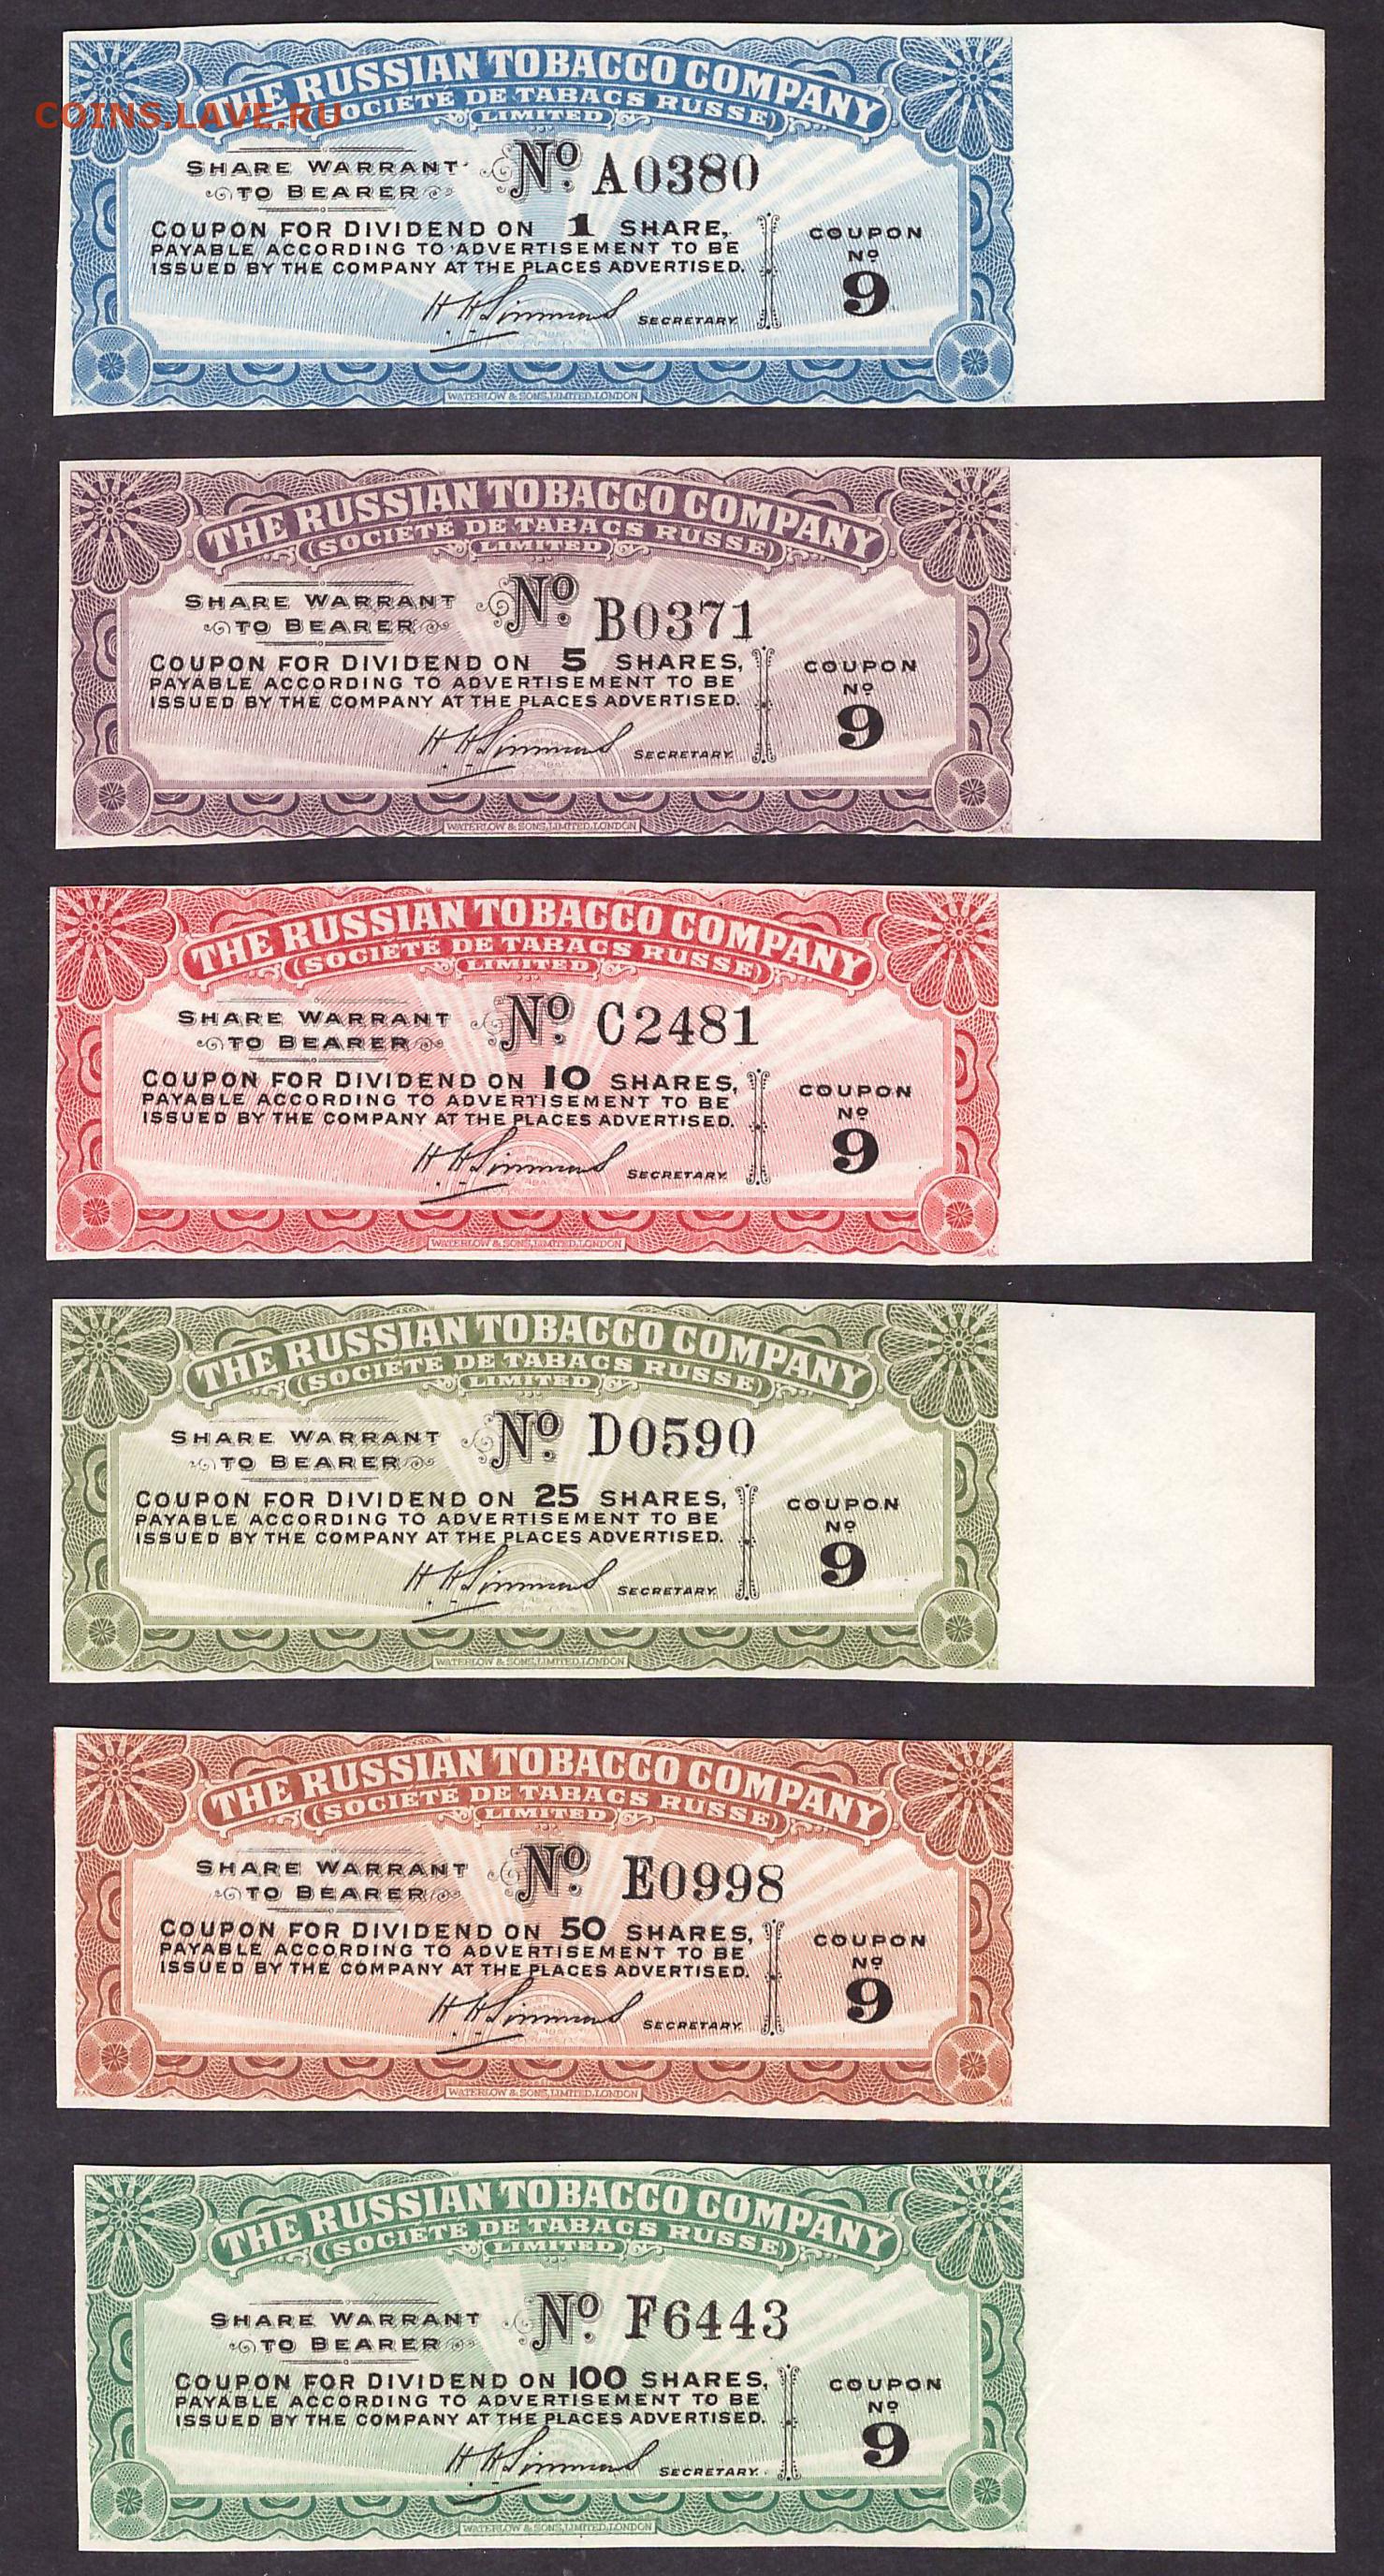 COINS.LAVE.RU
THE RUSSIAN TOBACCO COMPANY
(SOCIÉTÉ DE TABACS RUSSE)
LIMITED
SHARE WARRANT
TO BEARER
Nº A0380
COUPON FOR DIVIDEND ON 1 SHARE,
PAYABLE ACCORDING TO ADVERTISEMENT TO BE
ISSUED BY THE COMPANY AT THE PLACES ADVERTISED.
H H Simmons SECRETARY.
COUPON
Nº
9
WATERLOW & SONS, LIMITED, LONDON
THE RUSSIAN TOBACCO COMPANY
(SOCIÉTÉ DE TABACS RUSSE)
LIMITED
SHARE WARRANT
TO BEARER
Nº B0371
COUPON FOR DIVIDEND ON 5 SHARES,
PAYABLE ACCORDING TO ADVERTISEMENT TO BE
ISSUED BY THE COMPANY AT THE PLACES ADVERTISED.
H H Simmons SECRETARY.
COUPON
Nº
9
WATERLOW & SONS, LIMITED, LONDON
THE RUSSIAN TOBACCO COMPANY
(SOCIÉTÉ DE TABACS RUSSE)
LIMITED
SHARE WARRANT
TO BEARER
Nº C2481
COUPON FOR DIVIDEND ON 10 SHARES,
PAYABLE ACCORDING TO ADVERTISEMENT TO BE
ISSUED BY THE COMPANY AT THE PLACES ADVERTISED.
H H Simmons SECRETARY.
COUPON
Nº
9
WATERLOW & SONS, LIMITED, LONDON
THE RUSSIAN TOBACCO COMPANY
(SOCIÉTÉ DE TABACS RUSSE)
LIMITED
SHARE WARRANT
TO BEARER
Nº D0590
COUPON FOR DIVIDEND ON 25 SHARES,
PAYABLE ACCORDING TO ADVERTISEMENT TO BE
ISSUED BY THE COMPANY AT THE PLACES ADVERTISED.
H H Simmons SECRETARY.
COUPON
Nº
9
WATERLOW & SONS, LIMITED, LONDON
THE RUSSIAN TOBACCO COMPANY
(SOCIÉTÉ DE TABACS RUSSE)
LIMITED
SHARE WARRANT
TO BEARER
Nº E0998
COUPON FOR DIVIDEND ON 50 SHARES,
PAYABLE ACCORDING TO ADVERTISEMENT TO BE
ISSUED BY THE COMPANY AT THE PLACES ADVERTISED.
H H Simmons SECRETARY.
COUPON
Nº
9
WATERLOW & SONS, LIMITED, LONDON
THE RUSSIAN TOBACCO COMPANY
(SOCIÉTÉ DE TABACS RUSSE)
LIMITED
SHARE WARRANT
TO BEARER
Nº F6443
COUPON FOR DIVIDEND ON 100 SHARES,
PAYABLE ACCORDING TO ADVERTISEMENT TO BE
ISSUED BY THE COMPANY AT THE PLACES ADVERTISED.
H H Simmons SECRETARY.
COUPON
Nº
9
WATERLOW & SONS, LIMITED, LONDON